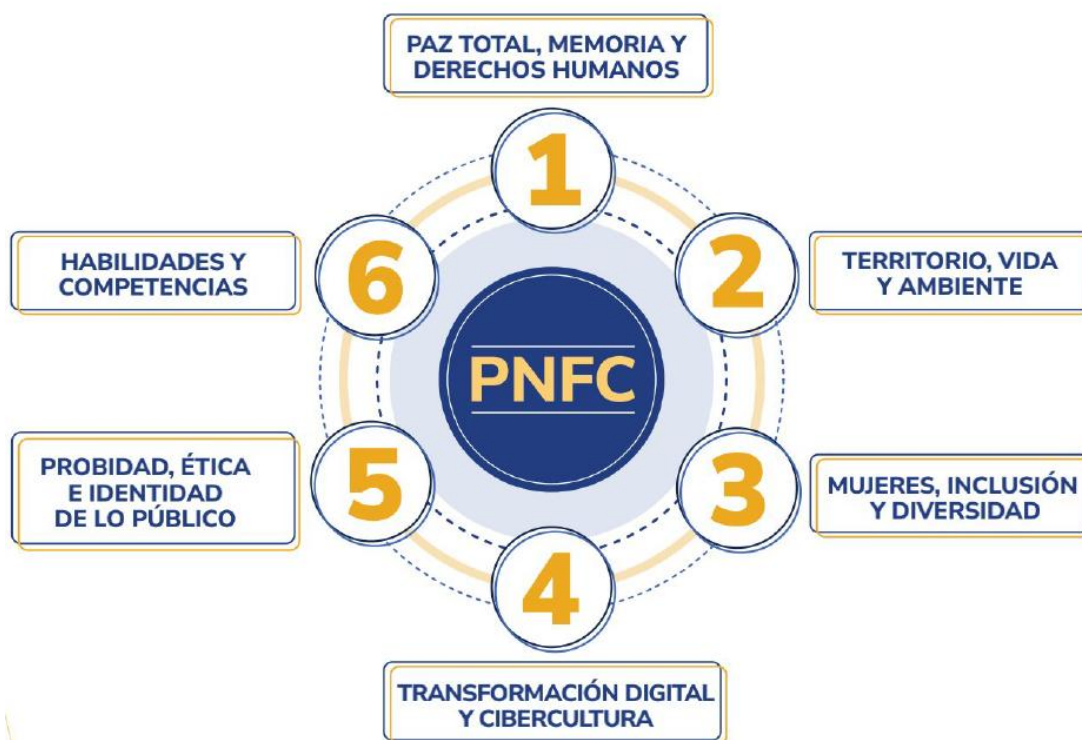 PAZ TOTAL, MEMORIA Y
DERECHOS HUMANOS
1
2
TERRITORIO, VIDA
Y AMBIENTE
3
MUJERES, INCLUSIÓN
Y DIVERSIDAD
4
TRANSFORMACIÓN DIGITAL
Y CIBERCULTURA
5
PROBIDAD, ÉTICA
E IDENTIDAD
DE LO PÚBLICO
6
HABILIDADES Y
COMPETENCIAS
PNFC